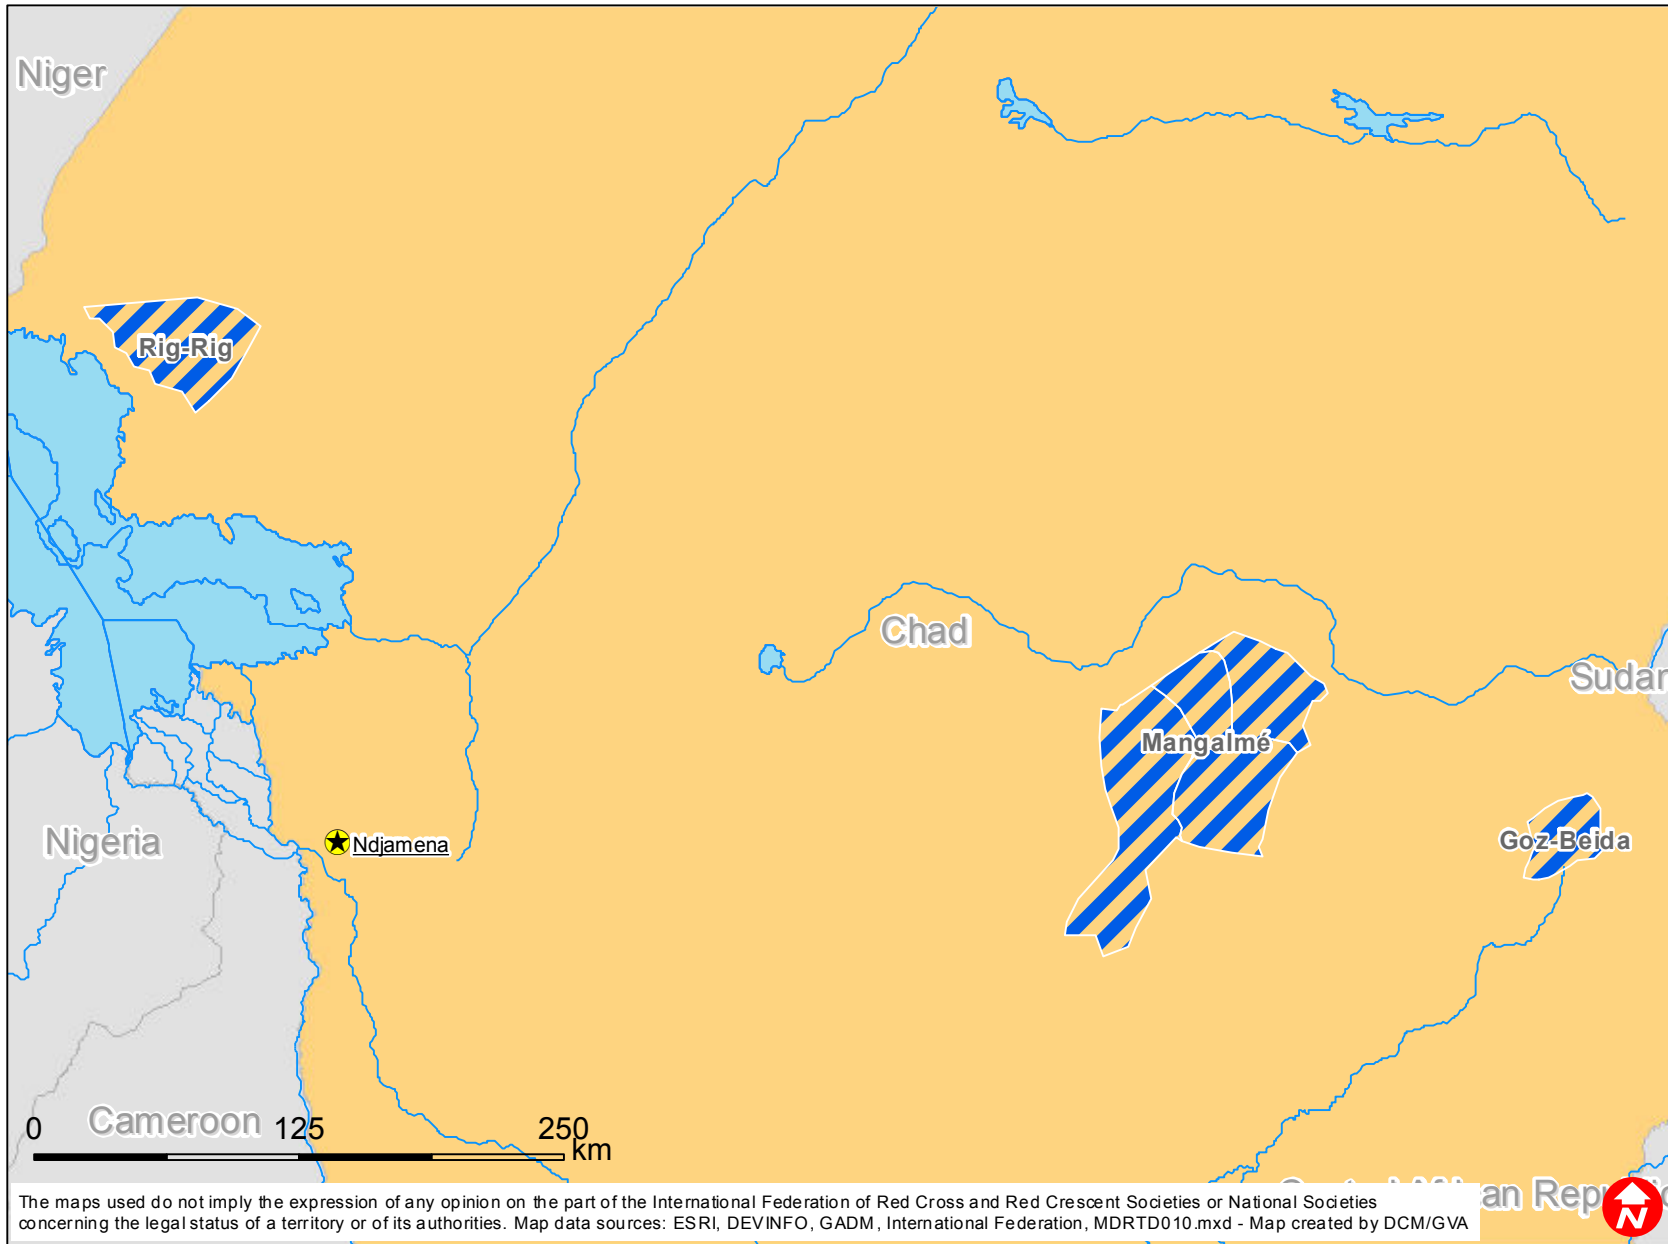 Niger
Rig-Rig
Chad
Sudan
Mangalmé
Goz-Beida
Nigeria
Ndjamena
Cameroon
0 125 250
km
Central African Republic
The maps used do not imply the expression of any opinion on the part of the International Federation of Red Cross and Red Crescent Societies or National Societies
concerning the legal status of a territory or of its authorities. Map data sources: ESRI, DEVINFO, GADM, International Federation, MDRTD010.mxd - Map created by DCM/GVA
N